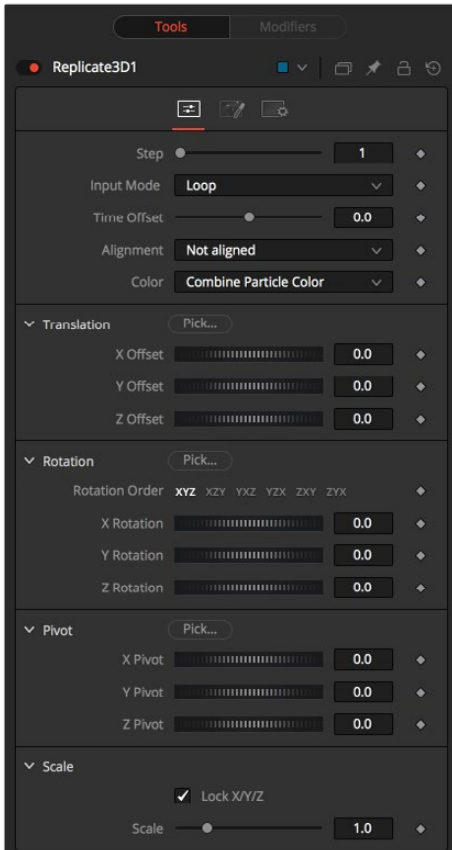 Tools Modifiers
Replicate3D1
Step 1
Input Mode Loop
Time Offset 0.0
Alignment Not aligned
Color Combine Particle Color
Translation Pick...
X Offset 0.0
Y Offset 0.0
Z Offset 0.0
Rotation Pick...
Rotation Order XYZ XZY YXZ YZX ZXY ZYX
X Rotation 0.0
Y Rotation 0.0
Z Rotation 0.0
Pivot Pick...
X Pivot 0.0
Y Pivot 0.0
Z Pivot 0.0
Scale
Lock X/Y/Z
Scale 1.0